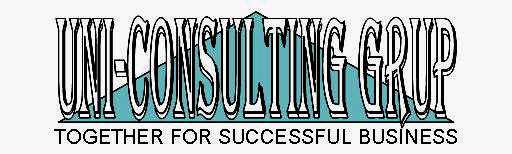 UNI-CONSULTING GRUP
TOGETHER FOR SUCCESSFUL BUSINESS